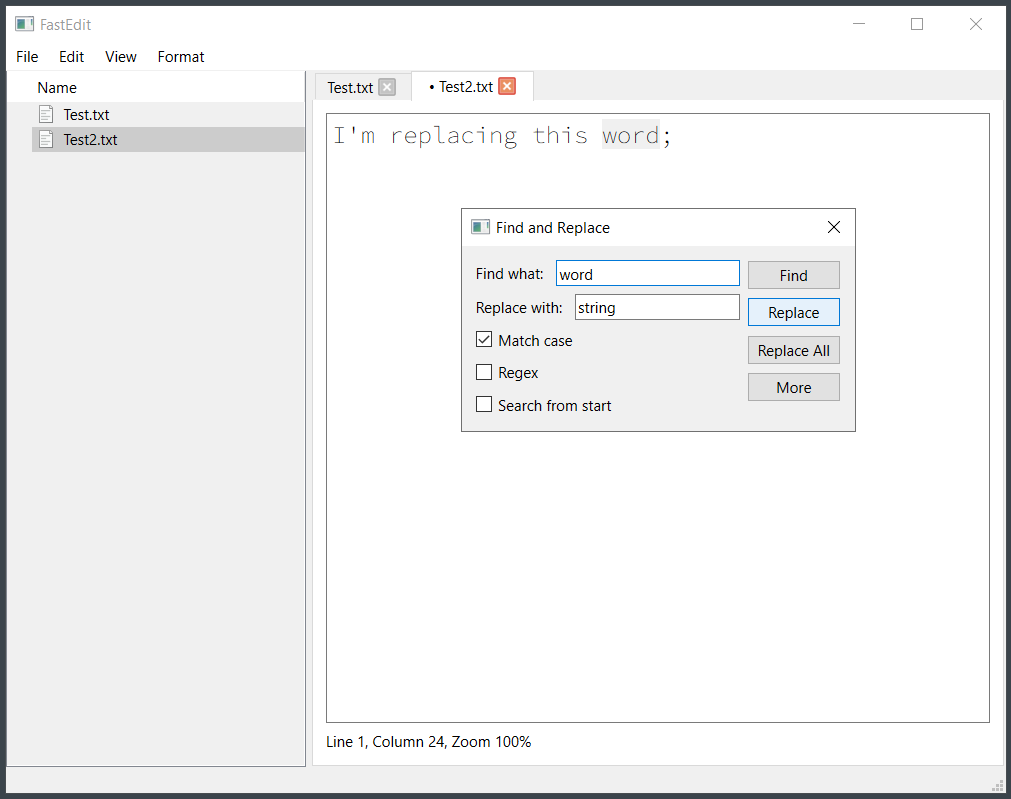 FastEdit
File Edit View Format
Name
Test.txt
Test2.txt
Test.txt • Test2.txt
I'm replacing this word;
Find and Replace
Find what: word Find
Replace with: string Replace
Match case
Replace All
Regex
More
Search from start
Line 1, Column 24, Zoom 100%